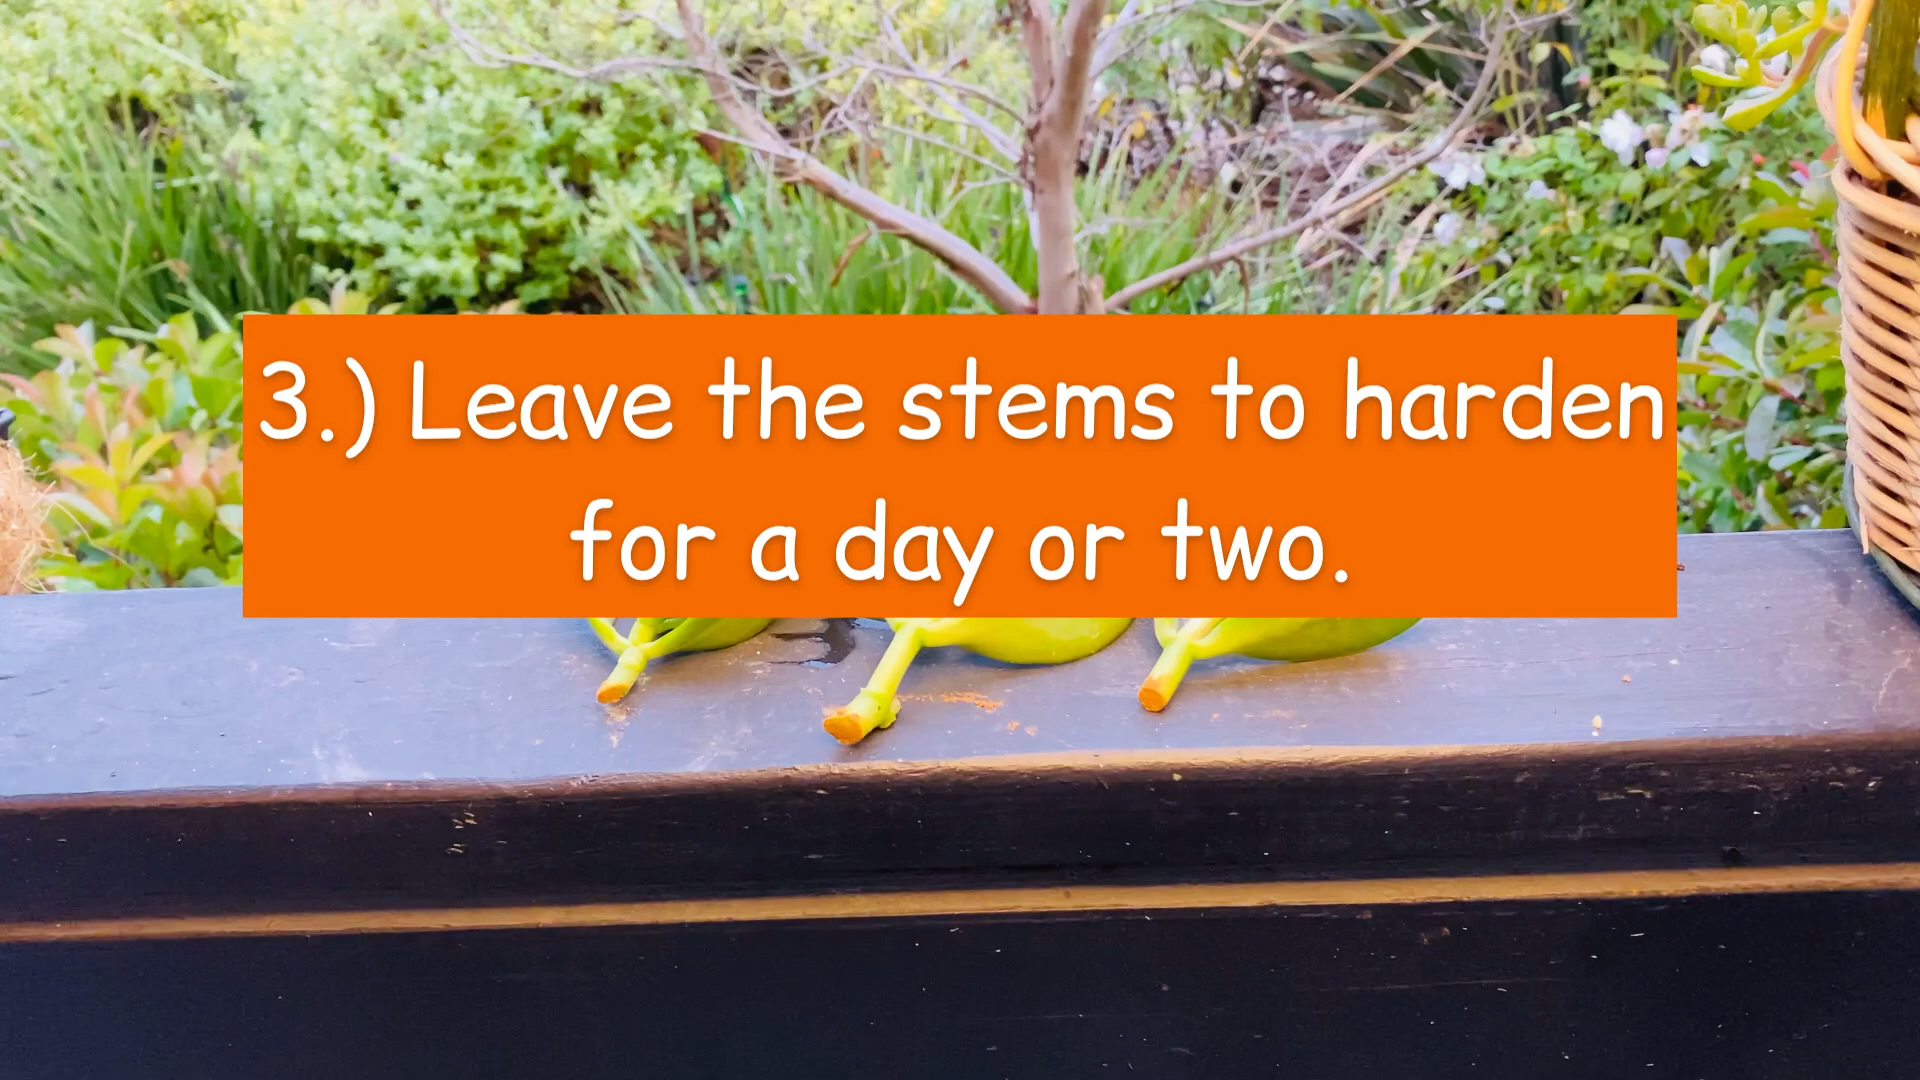 3.) Leave the stems to harden
for a day or two.